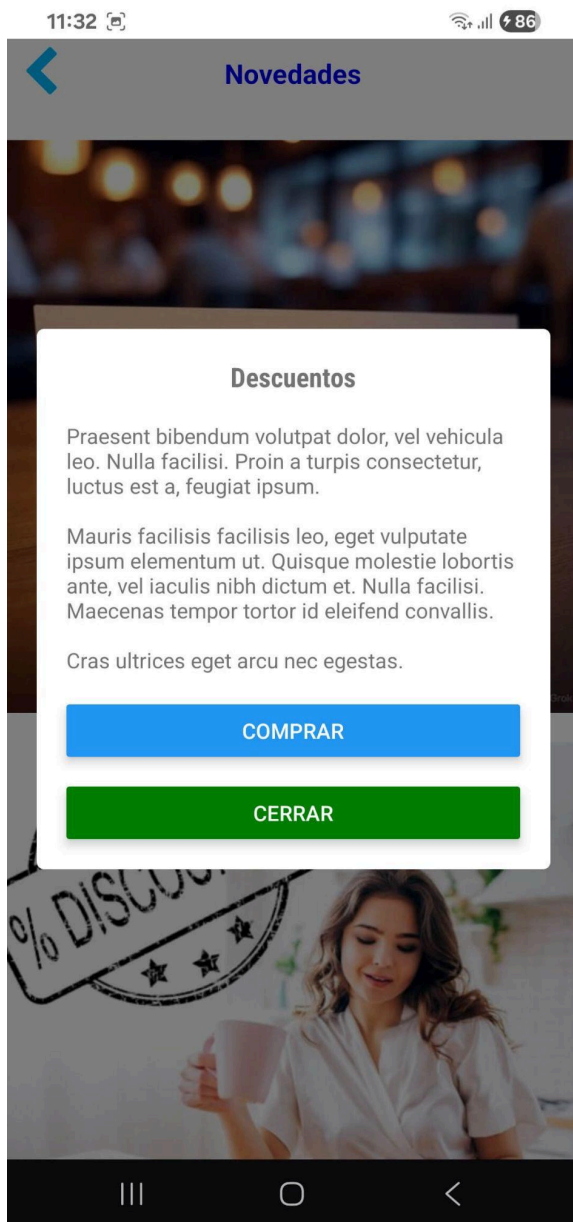 11:32
86
Novedades
Descuentos
Praesent bibendum volutpat dolor, vel vehicula
leo. Nulla facilisi. Proin a turpis consectetur,
luctus est a, feugiat ipsum.
Mauris facilisis facilisis leo, eget vulputate
ipsum elementum ut. Quisque molestie lobortis
ante, vel iaculis nibh dictum et. Nulla facilisi.
Maecenas tempor tortor id eleifend convallis.
Cras ultrices eget arcu nec egestas.
Grok
COMPRAR
CERRAR
% DISCOU